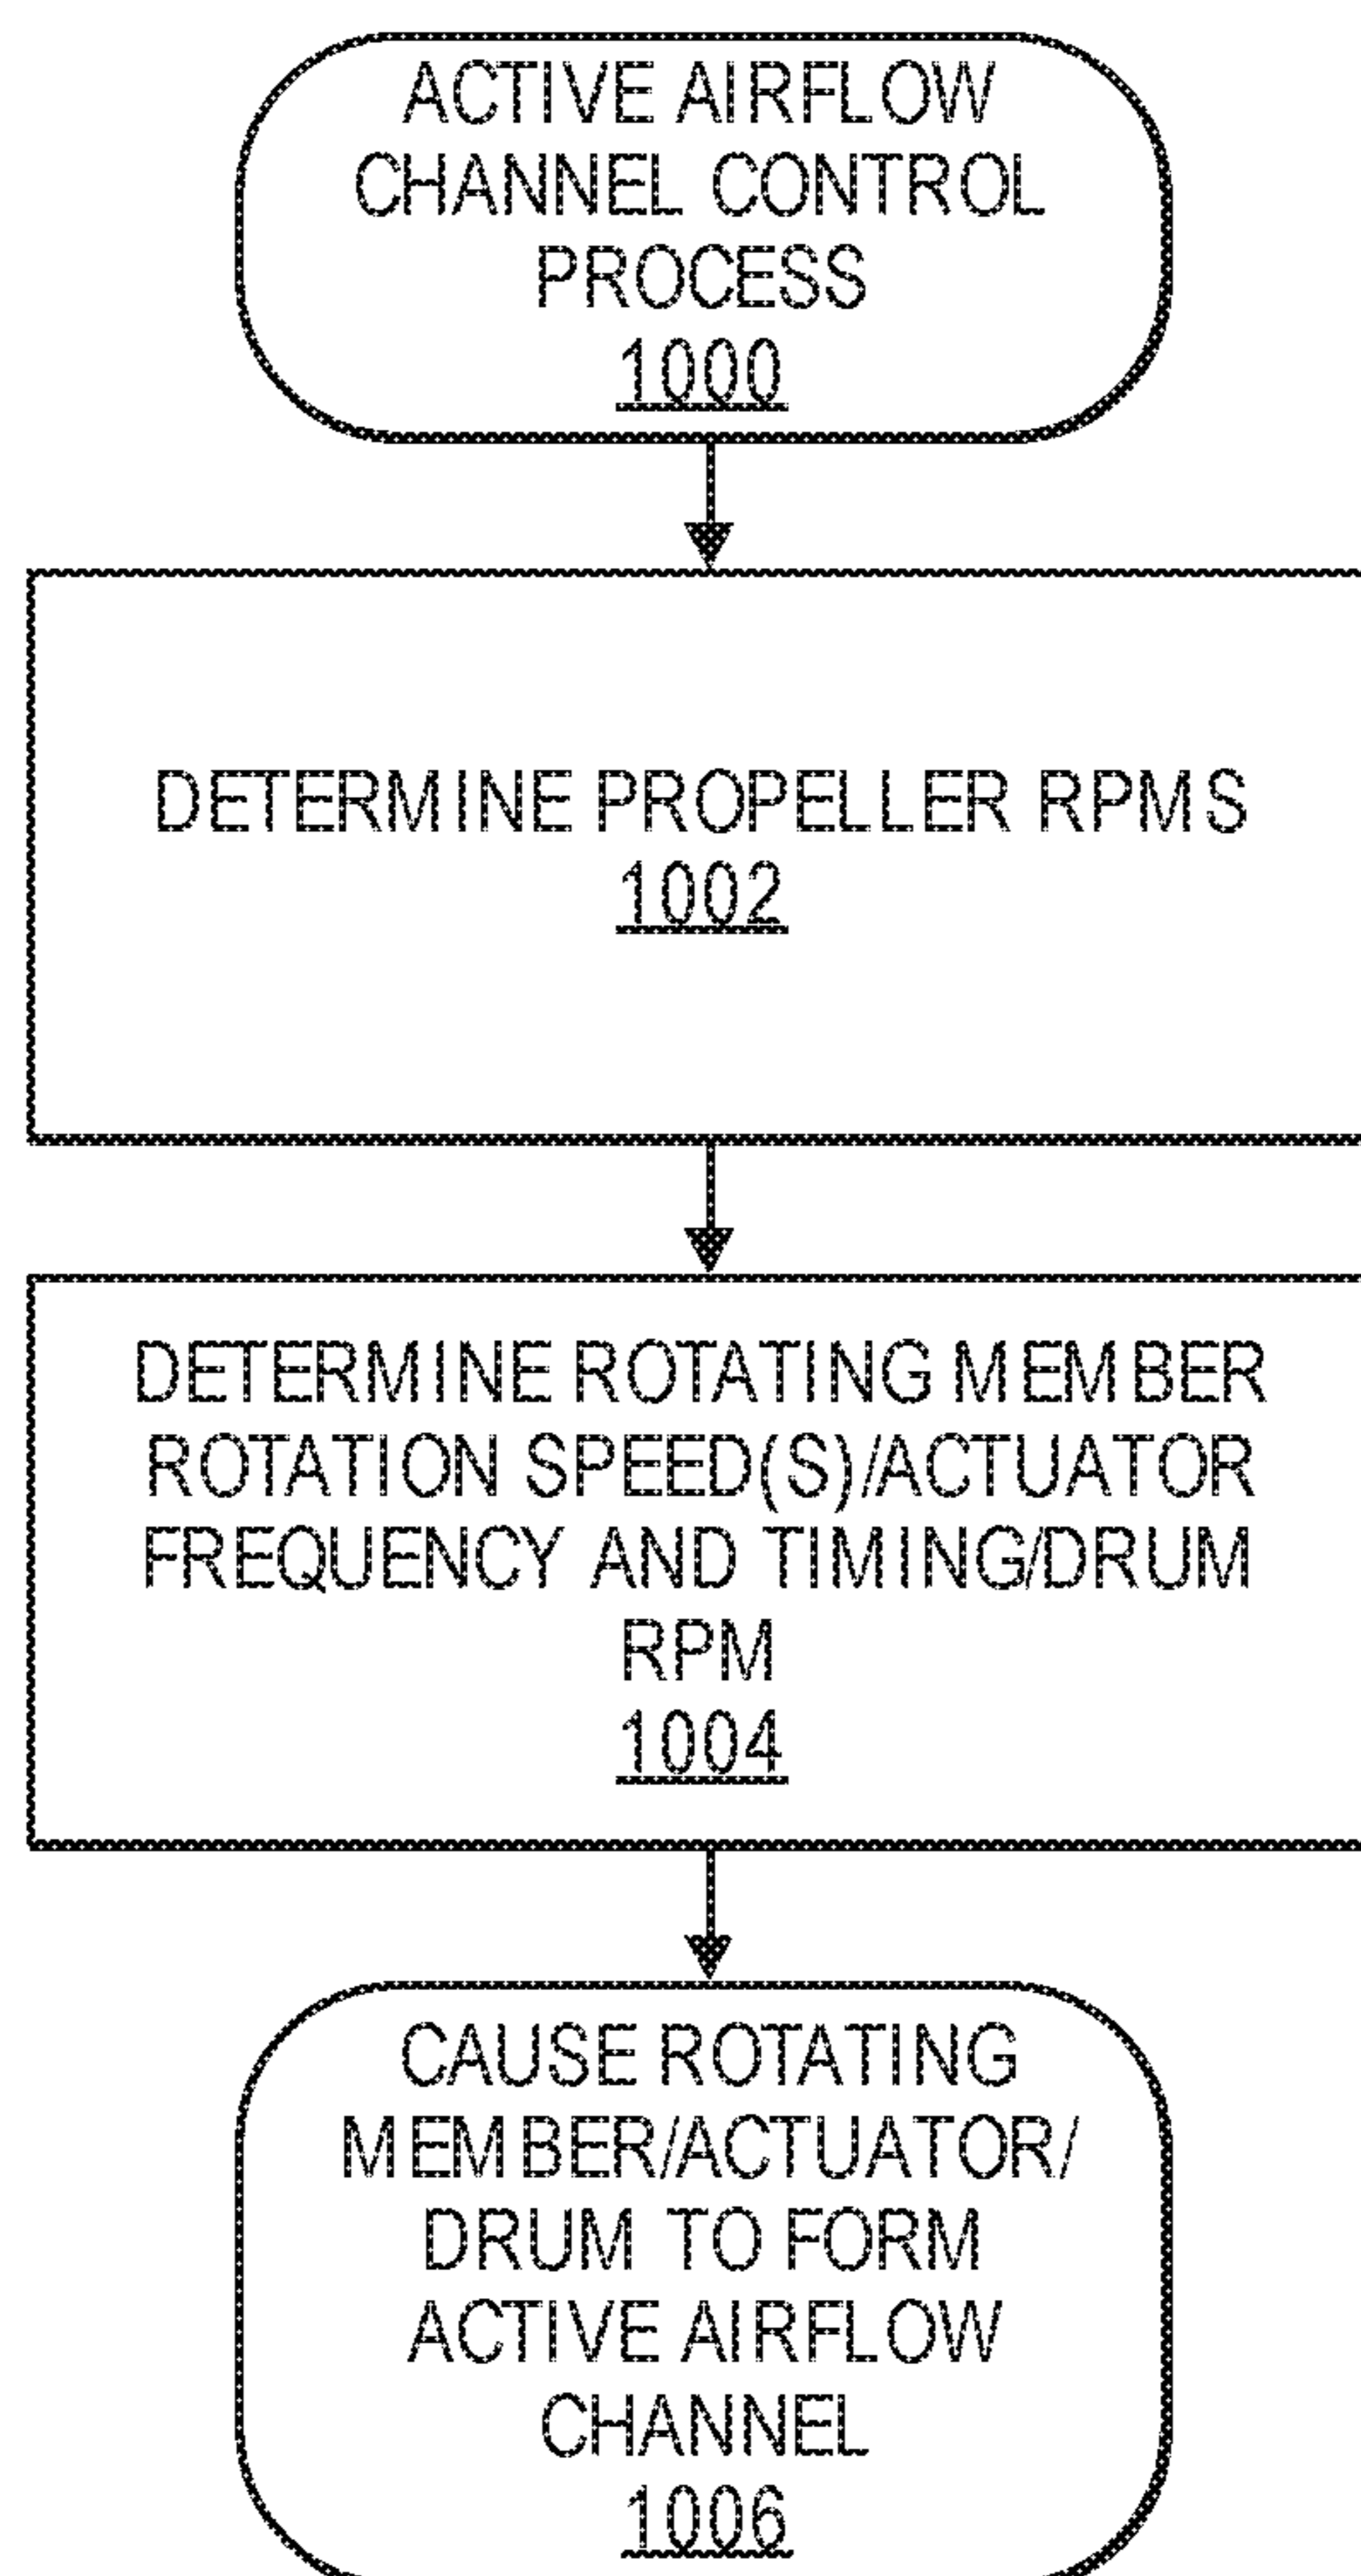 ACTIVE AIRFLOW
CHANNEL CONTROL
PROCESS
1000
DETERMINE PROPELLER RPMS
1002
DETERMINE ROTATING MEMBER
ROTATION SPEED(S)/ACTUATOR
FREQUENCY AND TIMING/DRUM
RPM
1004
CAUSE ROTATING
MEMBER/ACTUATOR/
DRUM TO FORM
ACTIVE AIRFLOW
CHANNEL
1006